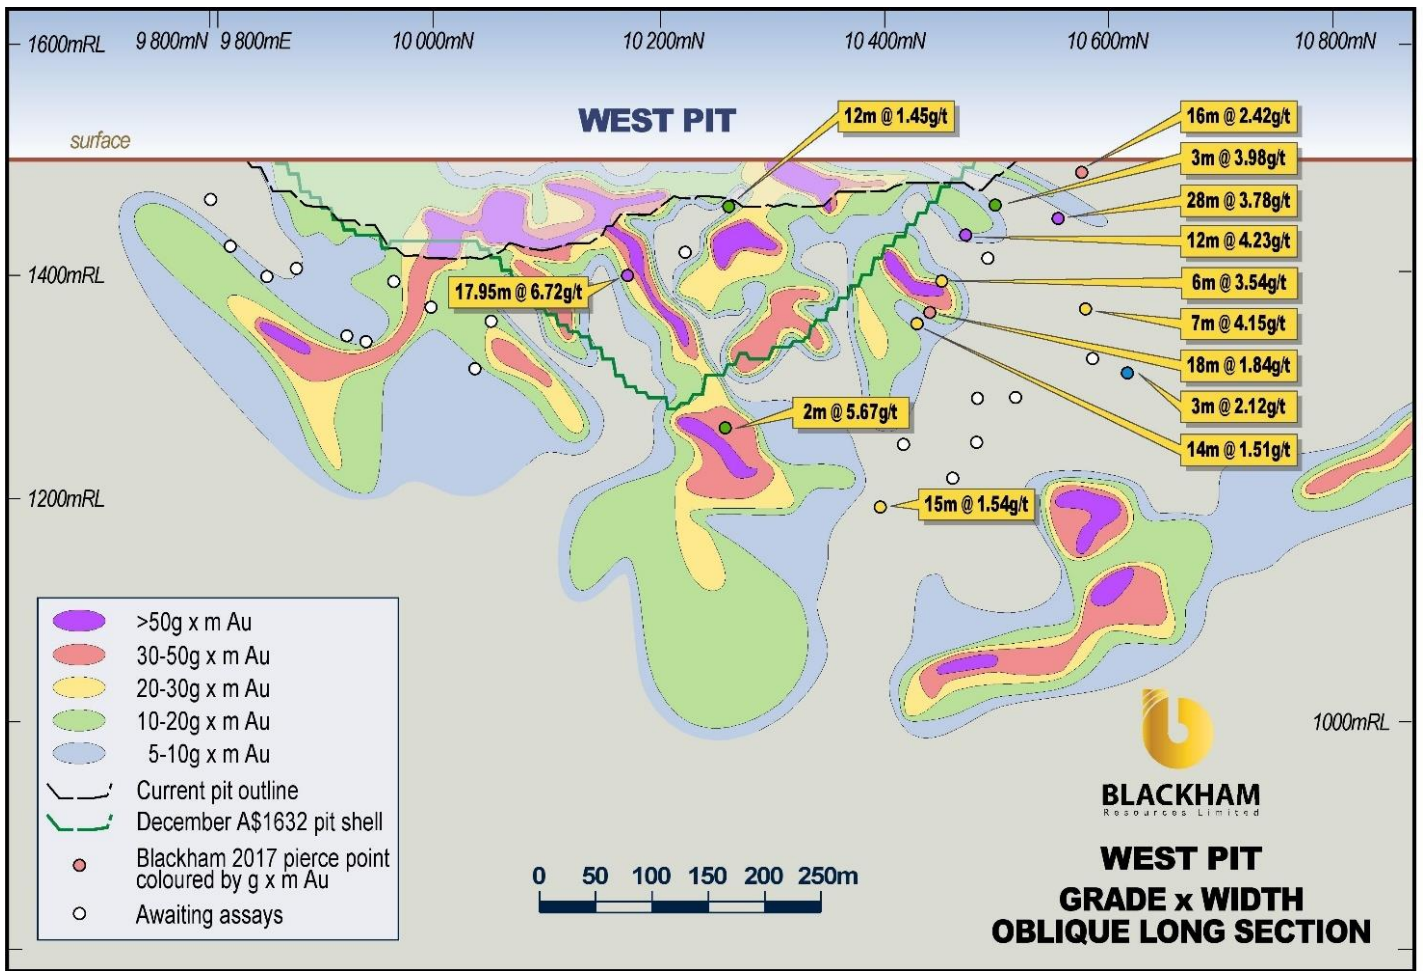 1600mRL
9 800mN
9 800mE
10 000mN
10 200mN
10 400mN
10 600mN
10 800mN
WEST PIT
surface
12m @ 1.45g/t
16m @ 2.42g/t
3m @ 3.98g/t
28m @ 3.78g/t
12m @ 4.23g/t
1400mRL
17.95m @ 6.72g/t
6m @ 3.54g/t
7m @ 4.15g/t
18m @ 1.84g/t
3m @ 2.12g/t
2m @ 5.67g/t
14m @ 1.51g/t
1200mRL
15m @ 1.54g/t
>50g x m Au
30-50g x m Au
20-30g x m Au
10-20g x m Au
5-10g x m Au
Current pit outline
December A$1632 pit shell
Blackham 2017 pierce point
coloured by g x m Au
Awaiting assays
0 50 100 150 200 250m
1000mRL
BLACKHAM
Resources Limited
WEST PIT
GRADE x WIDTH
OBLIQUE LONG SECTION